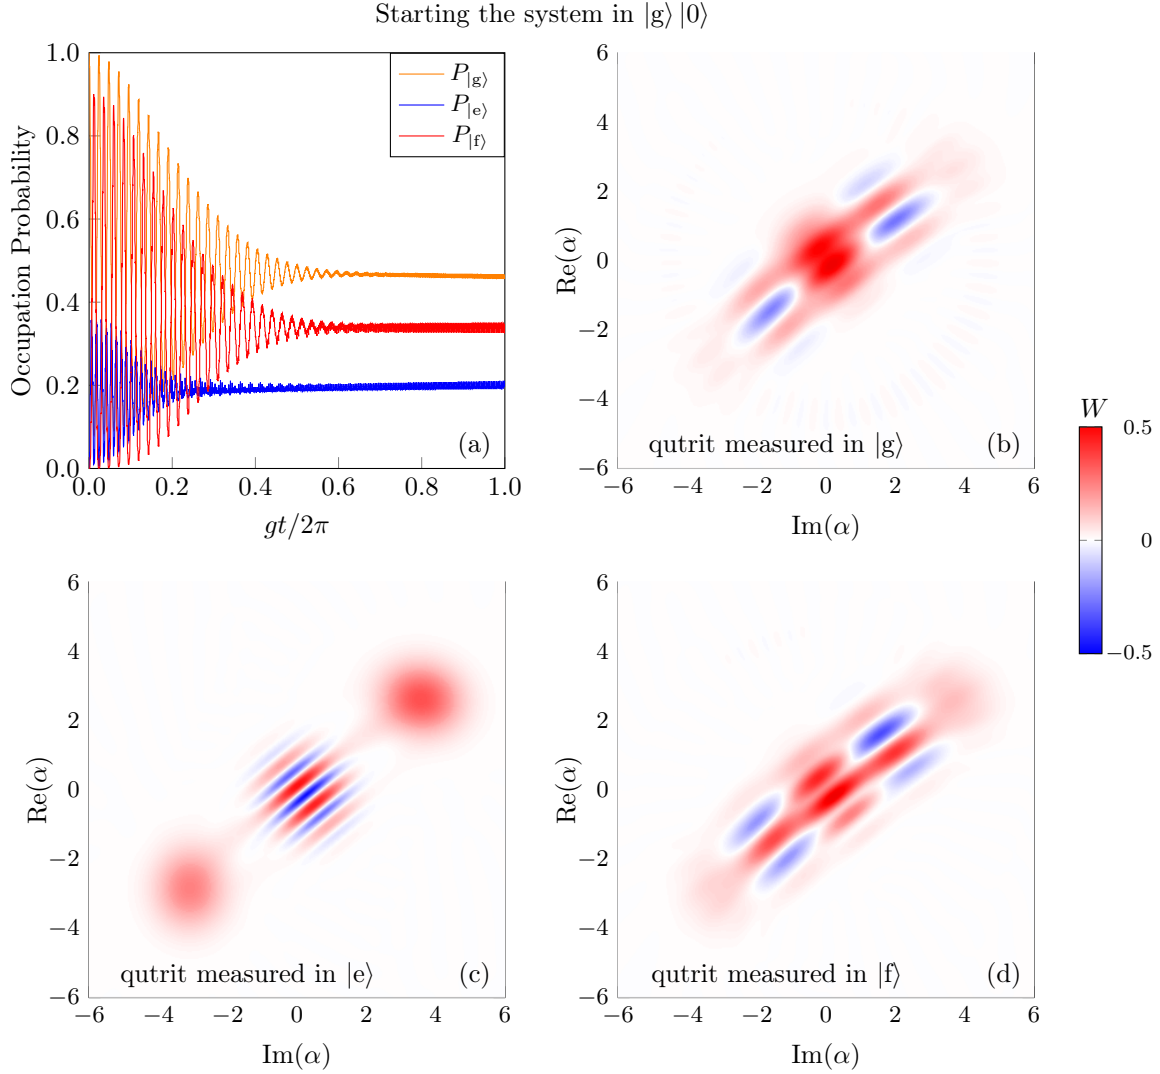 Starting the system in |g⟩ |0⟩
1.0
0.8
0.6
0.4
0.2
0.0
Occupation Probability
P|g⟩
P|e⟩
P|f⟩
(a)
0.0 0.2 0.4 0.6 0.8 1.0
gt/2π
6
4
2
0
−2
−4
−6
Re(α)
qutrit measured in |g⟩ (b)
−6 −4 −2 0 2 4 6
Im(α)
W
0.5
0
−0.5
6
4
2
0
−2
−4
−6
Re(α)
qutrit measured in |e⟩ (c)
−6 −4 −2 0 2 4 6
Im(α)
6
4
2
0
−2
−4
−6
Re(α)
qutrit measured in |f⟩ (d)
−6 −4 −2 0 2 4 6
Im(α)